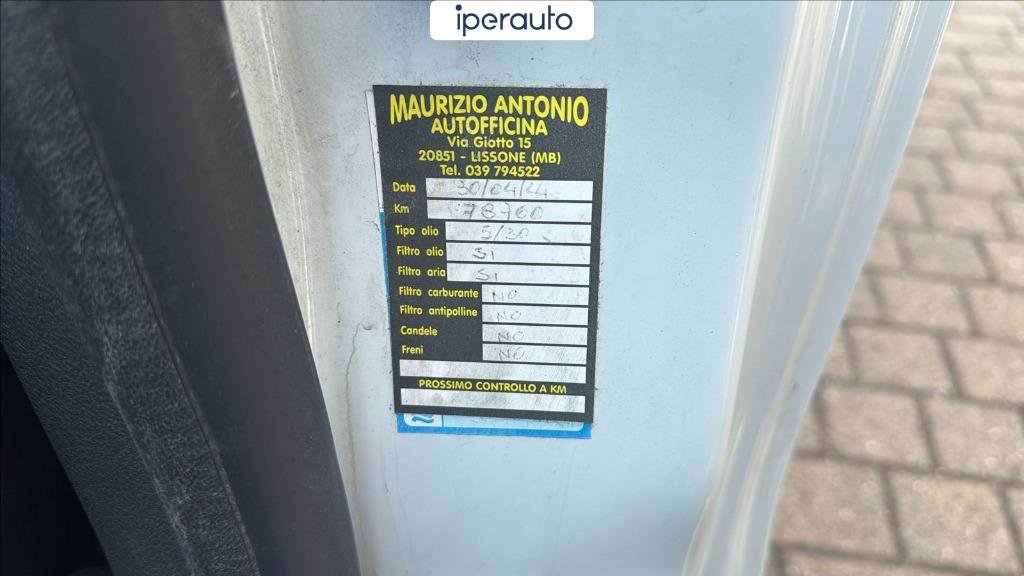 iperauto
MAURIZIO ANTONIO
AUTOFFICINA
Via Giotto 15
20851 - LISSONE (MB)
Tel. 039 794522
Data 30/04/24
Km 78760
Tipo olio 5/30
Filtro olio SI
Filtro aria SI
Filtro carburante NO
Filtro antipolline NO
Candele NO
Freni NO
PROSSIMO CONTROLLO A KM